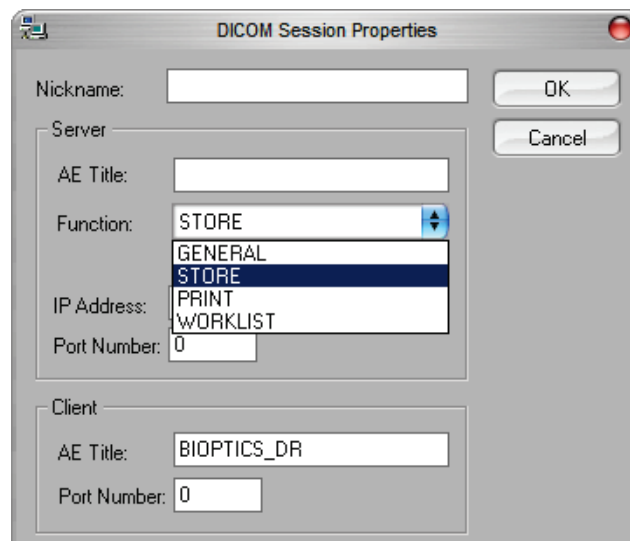 DICOM Session Properties
Nickname:
OK
Server
Cancel
AE Title:
Function: STORE
GENERAL
STORE
PRINT
IP Address:
WORKLIST
Port Number: 0
Client
AE Title: BIOPTICS_DR
Port Number: 0